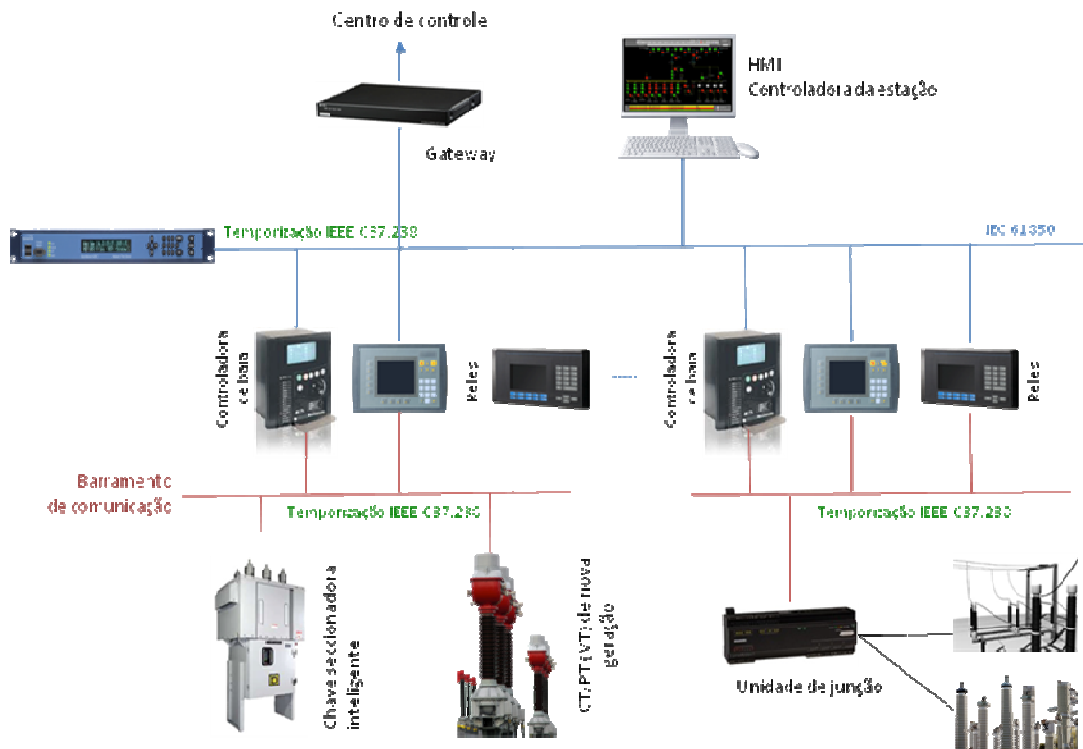 Centro de controle
HMI
Controladora da estação
Gateway
Temporização IEEE C37.238
IEC 61850
Controladora
de baia
Reles
Controladora
de baia
Reles
Barramento
de comunicação
Temporização IEEE C37.238
Temporização IEEE C37.238
Chave seccionadora
inteligente
CT/PT(VT) de nova
geração
Unidade de junção